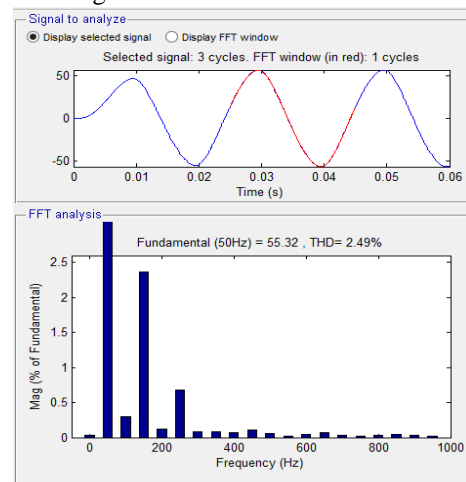 Signal to analyze
Display selected signal Display FFT window
Selected signal: 3 cycles. FFT window (in red): 1 cycles
50
0
-50
0 0.01 0.02 0.03 0.04 0.05 0.06
Time (s)
FFT analysis
Fundamental (50Hz) = 55.32 , THD= 2.49%
2.5
2
1.5
1
0.5
0
Mag (% of Fundamental)
0 200 400 600 800 1000
Frequency (Hz)